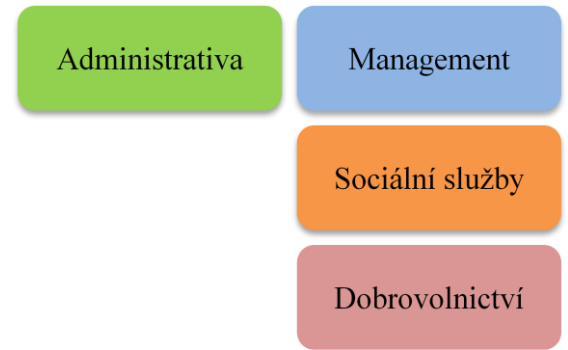 Administrativa
Management
Sociální služby
Dobrovolnictví